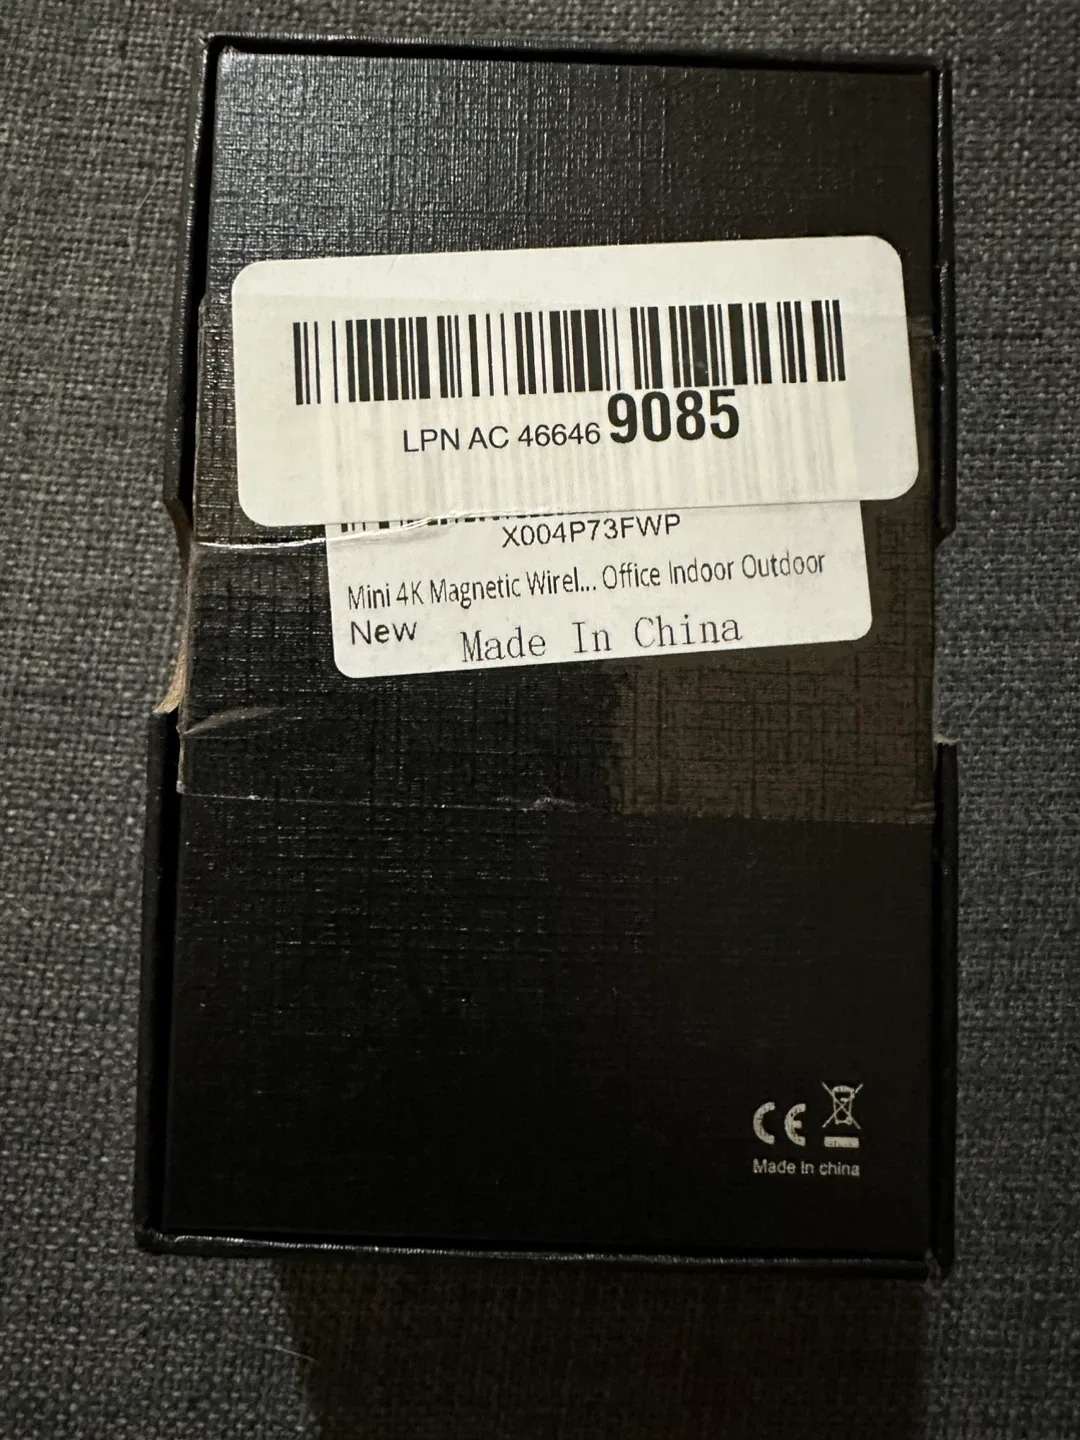 LPN AC 46646 9085
X004P73FWP
Mini 4K Magnetic Wirel... Office Indoor Outdoor
New Made In China
CE
Made in china